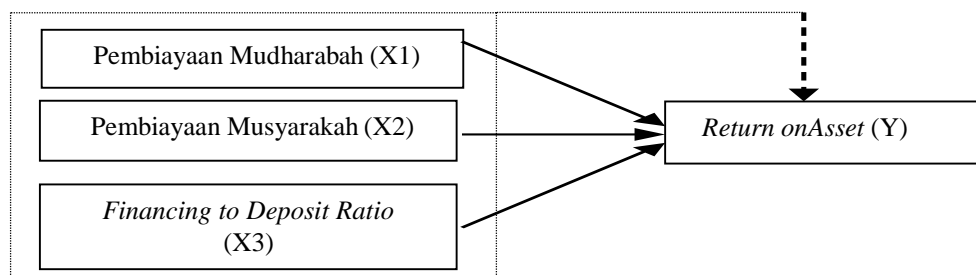 Pembiayaan Mudharabah (X1)
Pembiayaan Musyarakah (X2)
Return onAsset (Y)
Financing to Deposit Ratio
(X3)